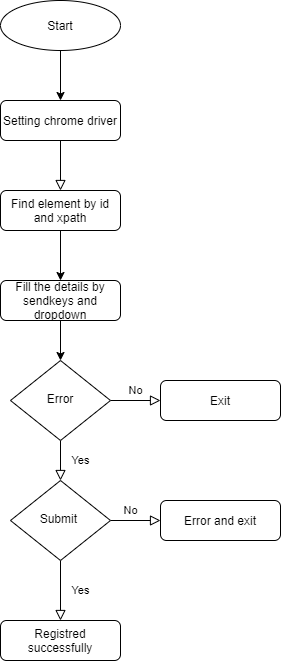 Start
Setting chrome driver
Find element by id
and xpath
Fill the details by
sendkeys and
dropdown
Error
No
Exit
Yes
Submit
No
Error and exit
Yes
Registred
successfully